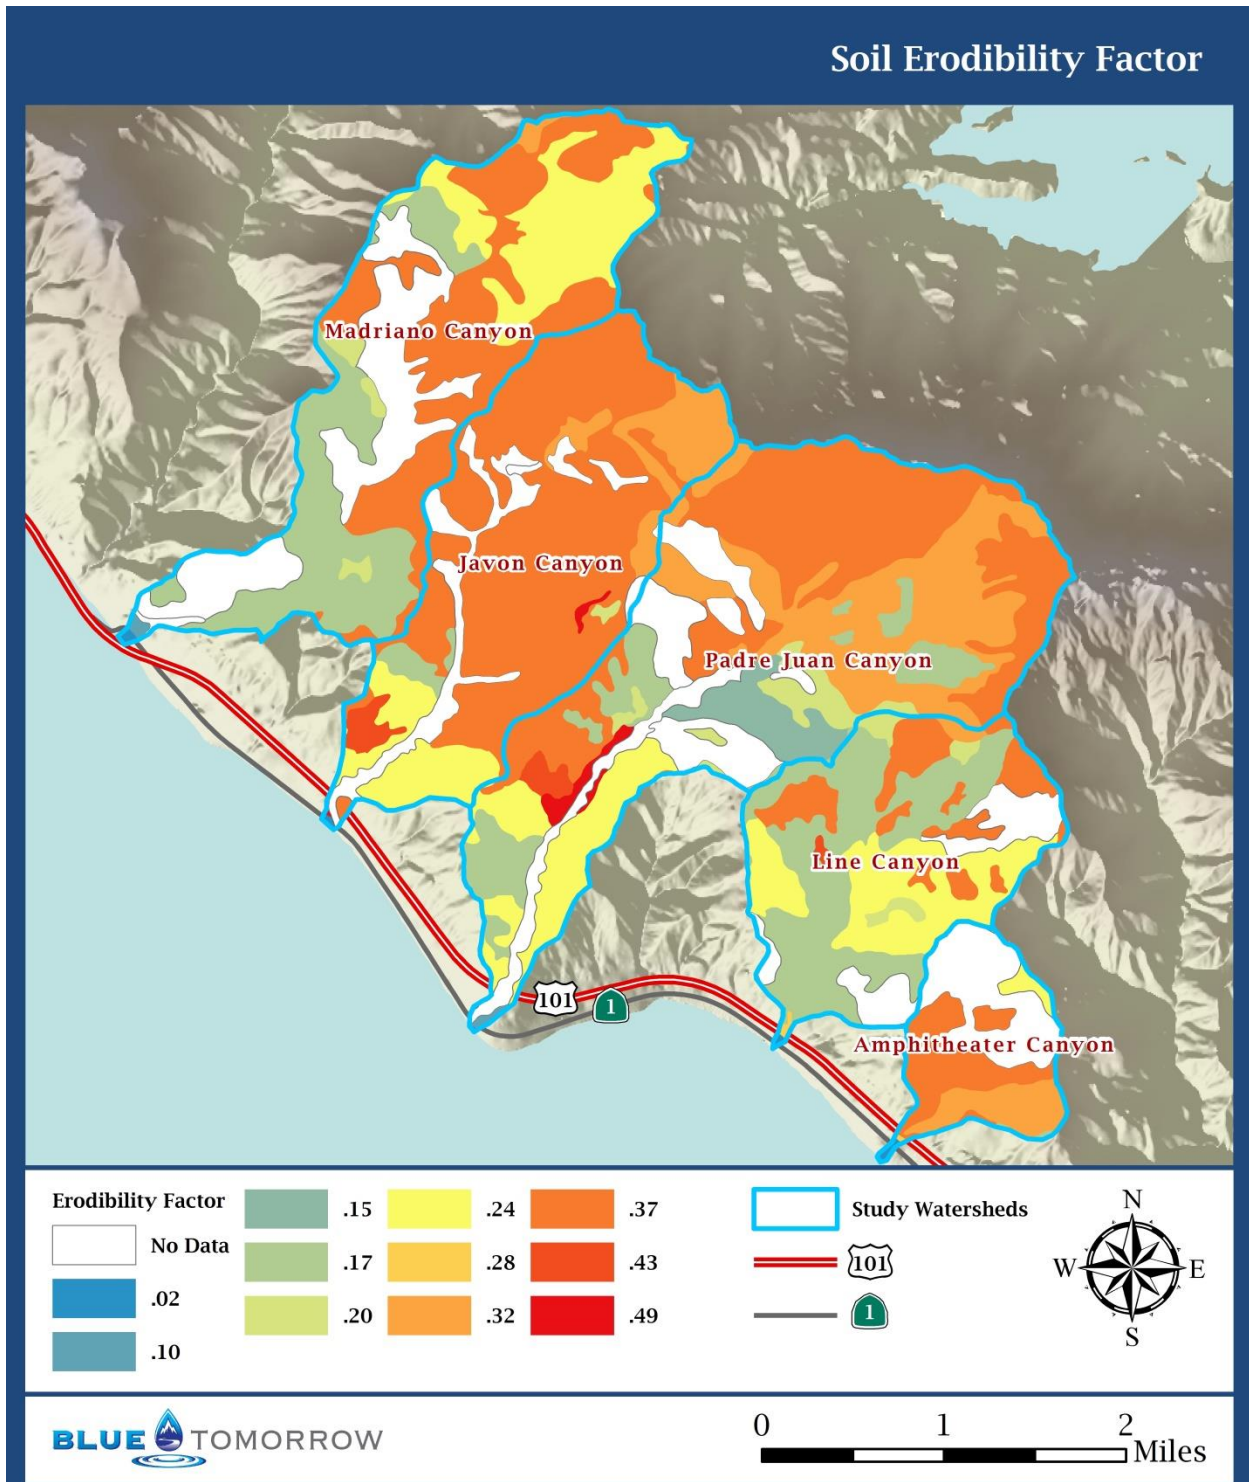 Soil Erodibility Factor
Madriano Canyon
Javon Canyon
Padre Juan Canyon
Line Canyon
101
1
Amphitheater Canyon
Erodibility Factor
No Data
.02
.10
.15
.17
.20
.24
.28
.32
.37
.43
.49
Study Watersheds
101
1
N
W E
S
BLUE TOMORROW
0 1 2
Miles